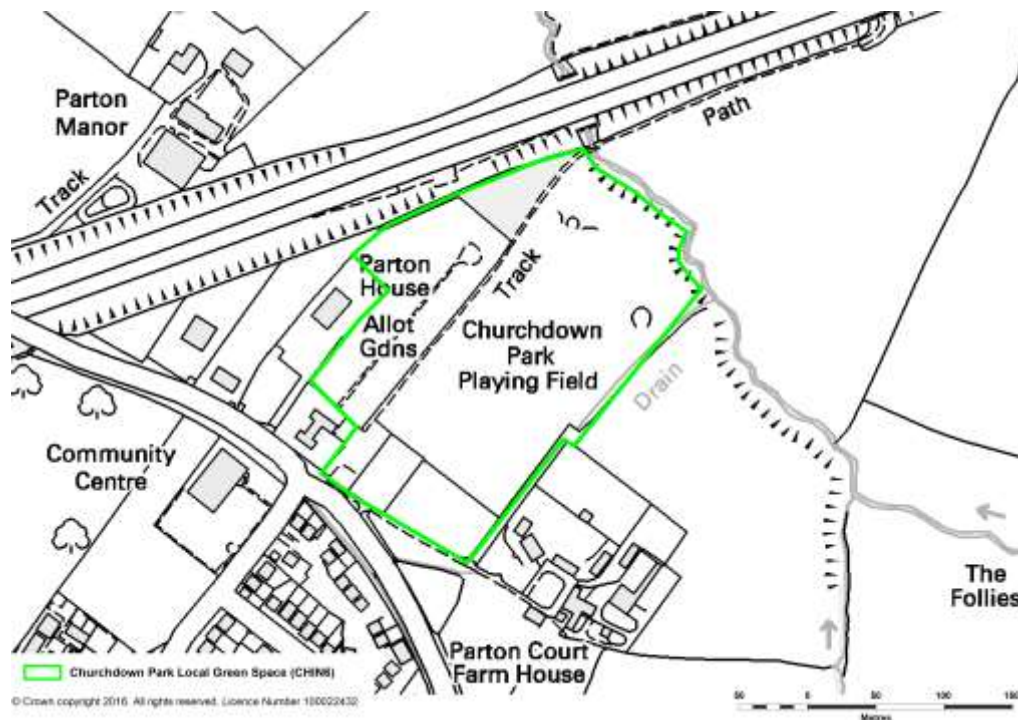 Parton
Manor
Track
Path
Parton
House
Track
Allot
Gdns
Churchdown
Park
Playing Field
Drain
Community
Centre
The
Follies
Parton Court
Farm House
Churchdown Park Local Green Space (CHIN6)
© Crown copyright 2016. All rights reserved. Licence Number 100022432
50 0 50 100 150
Metres